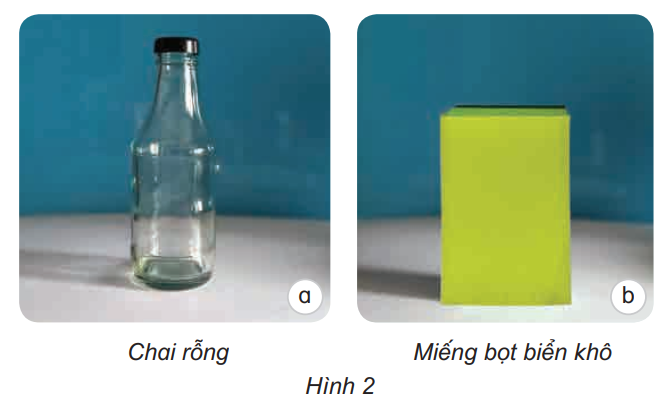 a
b
Chai rỗng
Miếng bọt biển khô
Hình 2